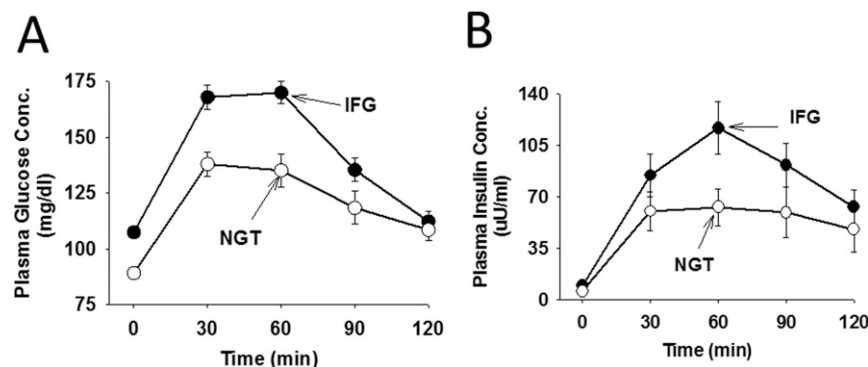 A
Plasma Glucose Conc.
(mg/dl)
175
150
125
100
75
IFG
NGT
0 30 60 90 120
Time (min)
B
Plasma Insulin Conc.
(uU/ml)
140
105
70
35
0
IFG
NGT
0 30 60 90 120
Time (min)